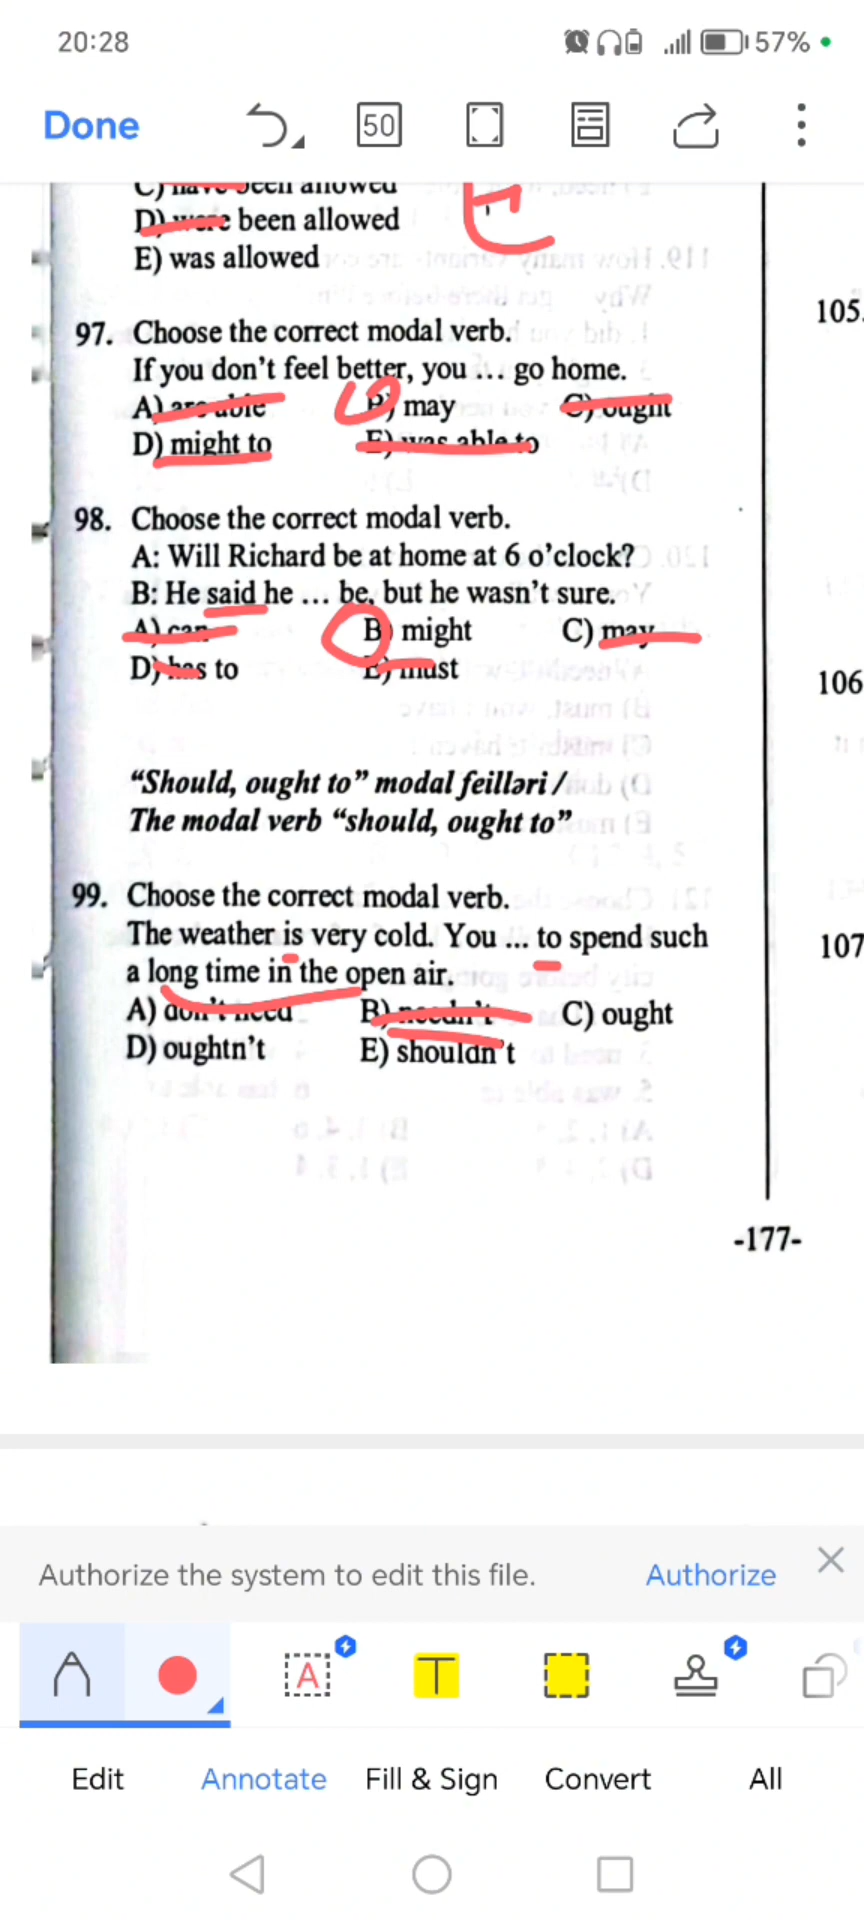 20:28
57%
Done
50
C) have been allowed
D) were been allowed
E) was allowed
97. Choose the correct modal verb.
If you don't feel better, you ... go home.
A) are able B) may C) ought
D) might to E) was able to
98. Choose the correct modal verb.
A: Will Richard be at home at 6 o'clock?
B: He said he ... be, but he wasn't sure.
A) can B) might C) may
D) has to E) must
"Should, ought to" modal feilləri /
The modal verb "should, ought to"
99. Choose the correct modal verb.
The weather is very cold. You ... to spend such
a long time in the open air.
A) don't need B) needn't C) ought
D) oughtn't E) shouldn't
105.
106
107
-177-
Authorize the system to edit this file.
Authorize
A
T
Edit
Annotate
Fill & Sign
Convert
All